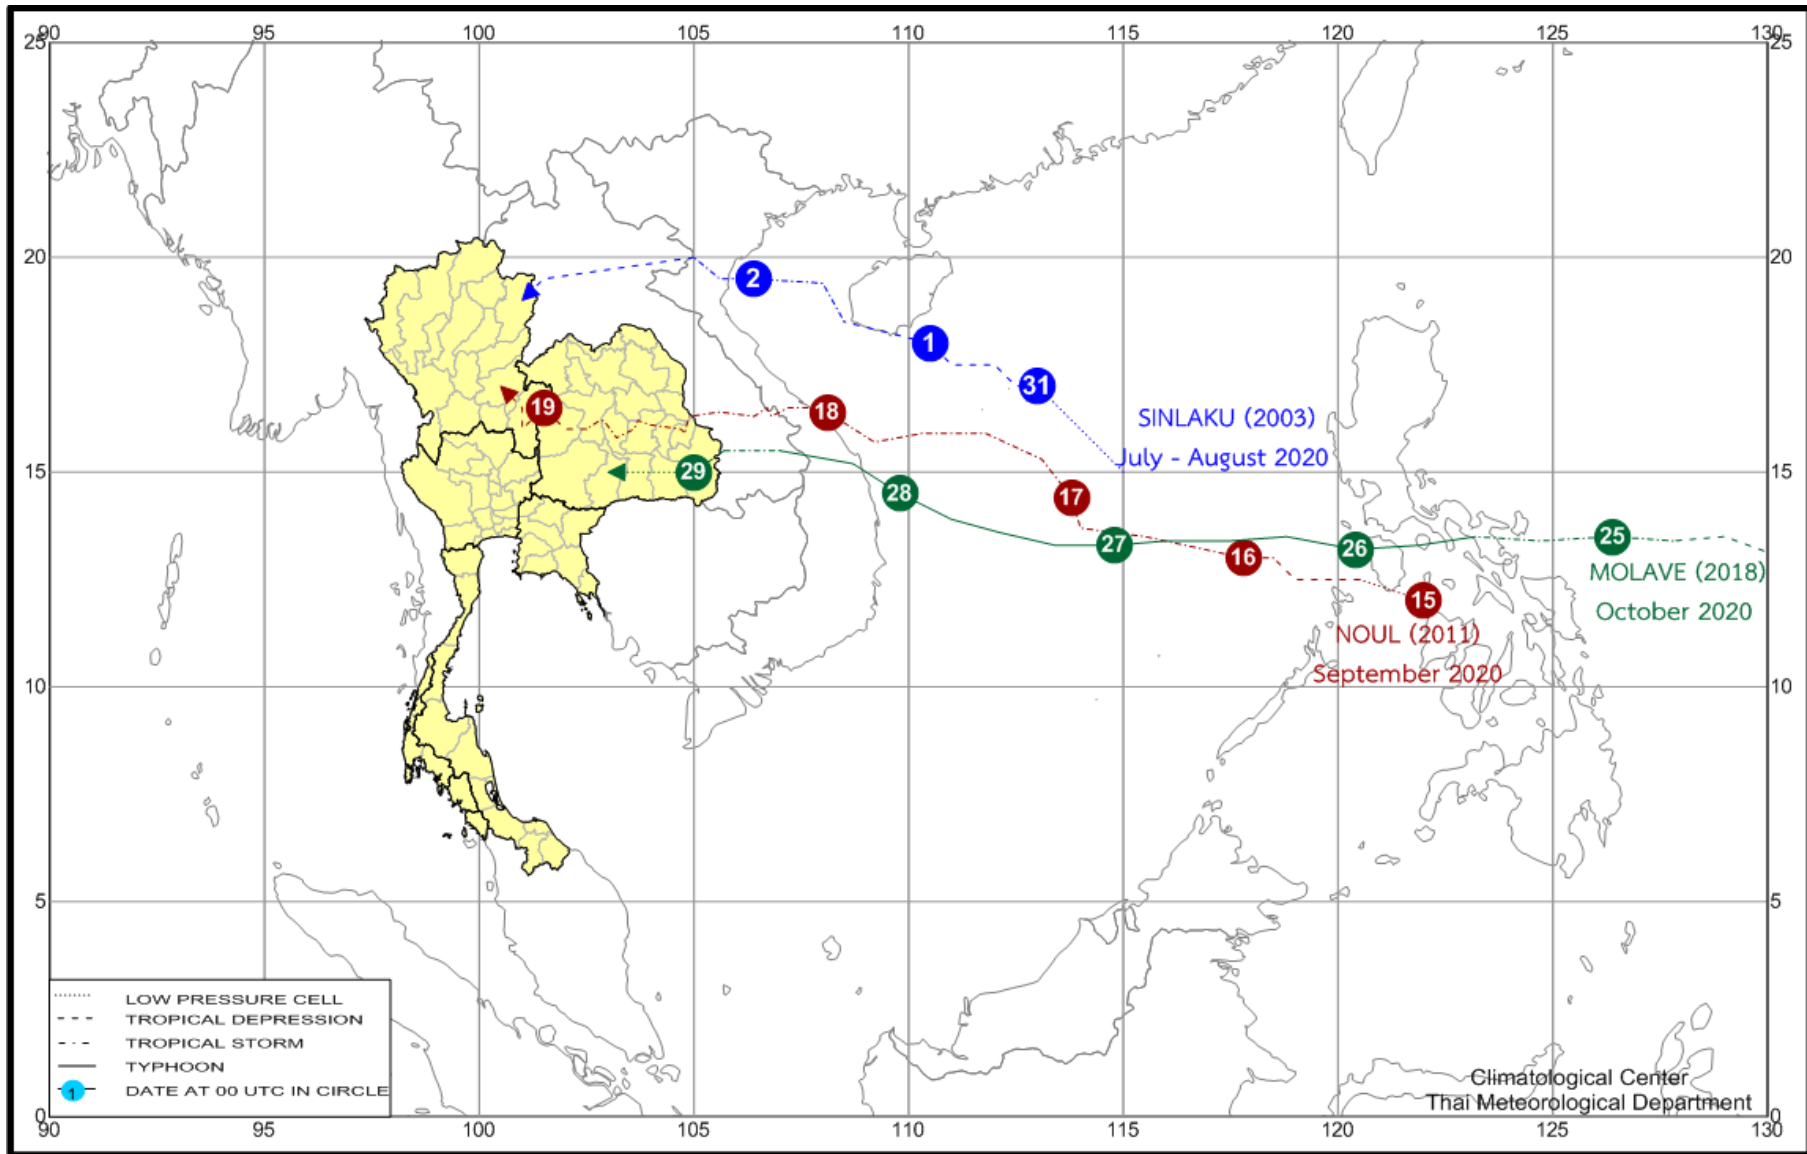 90 95 100 105 110 115 120 125 130
25 25
20 20
2
1
31
19
18
SINLAKU (2003)
July - August 2020
15 15
29
28
17
27
16
26
25
MOLAVE (2018)
October 2020
15
NOUL (2011)
September 2020
10 10
5 5
LOW PRESSURE CELL
TROPICAL DEPRESSION
TROPICAL STORM
TYPHOON
1 DATE AT 00 UTC IN CIRCLE
Climatological Center
Thai Meteorological Department
0 0
90 95 100 105 110 115 120 125 130